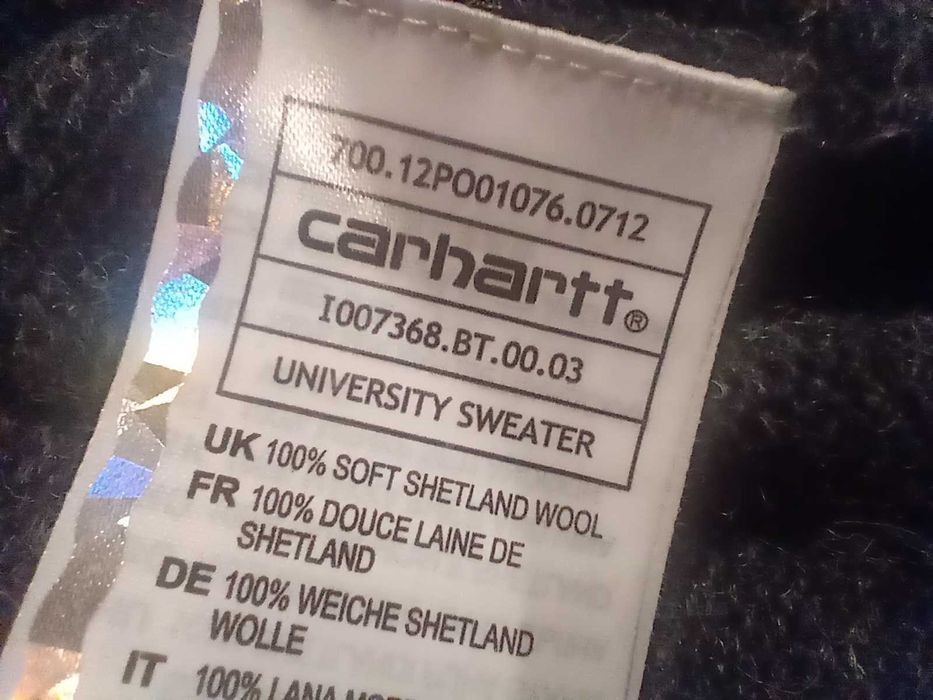 700.12PO01076.0712
carhartt®
I007368.BT.00.03
UNIVERSITY SWEATER
UK 100% SOFT SHETLAND WOOL
FR 100% DOUCE LAINE DE
SHETLAND
DE 100% WEICHE SHETLAND
WOLLE
IT 100% LANA